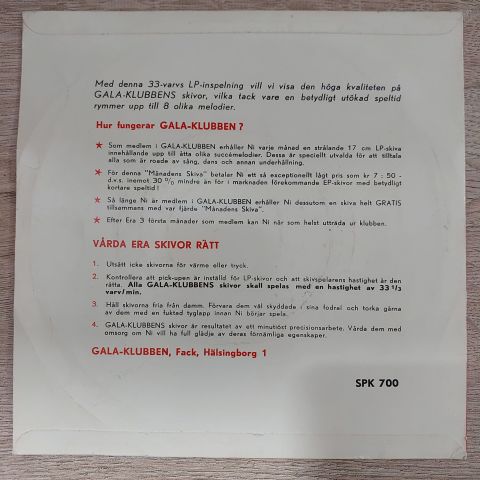 Med denna 33-varvs LP-inspelning vill vi visa den höga kvaliteten på
GALA-KLUBBENS skivor, vilka tack vare en betydligt utökad speltid
rymmer upp till 8 olika melodier.
Hur fungerar GALA-KLUBBEN?
★ Som medlem i GALA-KLUBBEN erhåller Ni varje månad en strålande 17 cm LP-skiva
innehållande upp till åtta olika succémelodier. Dessa är speciellt utvalda för att tilltala
alla som är roade av sång, dans och annan underhållning.
★ För denna "Månadens Skiva" betalar Ni ett så exceptionellt lågt pris som kr 7:50 -
d.v.s. inemot 30 % mindre än för i marknaden förekommande EP-skivor med betydligt
kortare speltid!
★ Så länge Ni är medlem i GALA-KLUBBEN erhåller Ni dessutom en skiva helt GRATIS
tillsammans med var fjärde "Månadens Skiva".
★ Efter Era 3 första månader som medlem kan Ni när som helst utträda ur klubben.
VÅRDA ERA SKIVOR RÄTT
1. Utsätt icke skivorna för värme eller tryck.
2. Kontrollera att pick-upen är inställd för LP-skivor och att skivspelarens hastighet är den
rätta. Alla GALA-KLUBBENS skivor skall spelas med en hastighet av 33 1/3
varv/min.
3. Håll skivorna fria från damm. Förvara dem väl skyddade i sina fodral och torka gärna
av dem med en fuktad tyglapp innan Ni börjar spela.
4. GALA-KLUBBENS skivor är resultatet av ett minutiöst precisionsarbete. Vårda dem med
omsorg om Ni vill ha full glädje av deras förnämliga egenskaper.
GALA-KLUBBEN, Fack, Hälsingborg 1
SPK 700